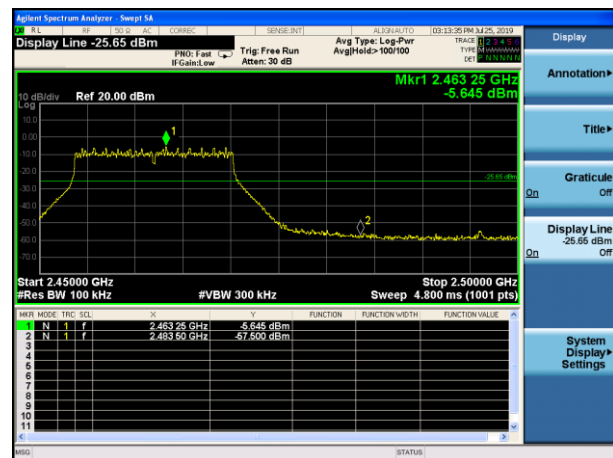 Agilent Spectrum Analyzer - Swept SA
RL RF 50 Ω AC CORREC SENSE:INT ALIGNAUTO 03:13:35 PM Jul 25, 2019
Display Line -25.65 dBm
PNO: Fast
IFGain:Low
Trig: Free Run
Atten: 30 dB
Avg Type: Log-Pwr
Avg|Hold>100/100
TRACE 1 2 3 4 5 6
TYPE M
DET P N N N N N
Mkr1 2.463 25 GHz
-5.645 dBm
10 dB/div Ref 20.00 dBm
Log
10.0
0.00
-10.0
-20.0
-30.0
-40.0
-50.0
-60.0
-70.0
1
-25.65 dBm
2
Start 2.45000 GHz Stop 2.50000 GHz
#Res BW 100 kHz #VBW 300 kHz Sweep 4.800 ms (1001 pts)
MKR MODE TRC SCL X Y FUNCTION FUNCTION WIDTH FUNCTION VALUE
1 N 1 f 2.463 25 GHz -5.645 dBm
2 N 1 f 2.483 50 GHz -57.500 dBm
3
4
5
6
7
8
9
10
11
MSG STATUS
Display
Annotation
Title
Graticule
On Off
Display Line
-25.65 dBm
On Off
System
Display
Settings